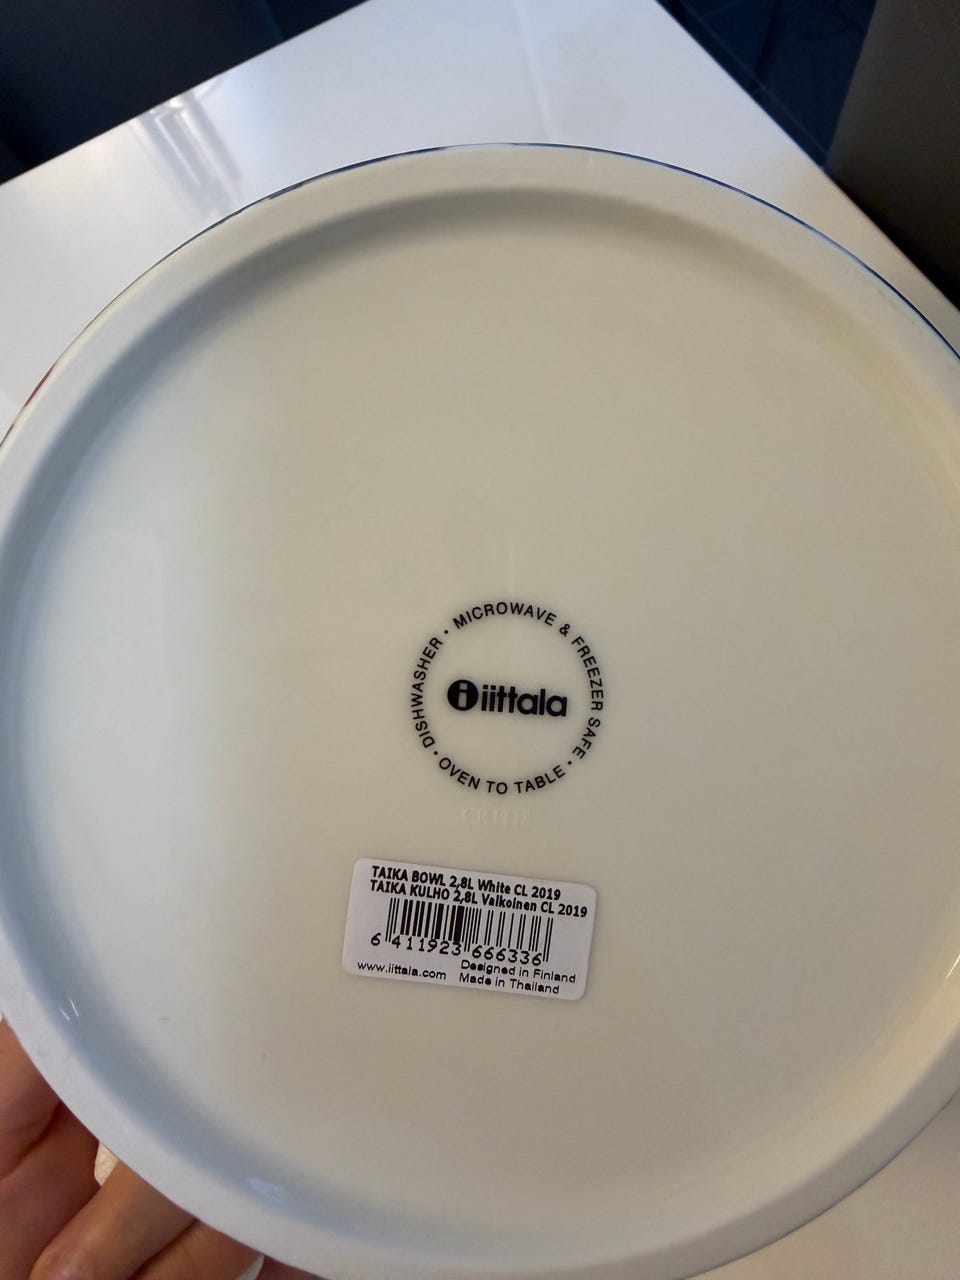 DISHWASHER • MICROWAVE & FREEZER SAFE • OVEN TO TABLE •
iittala
TAIKA BOWL 2,8L White CL 2019
TAIKA KULHO 2,8L Valkoinen CL 2019
6 411923 666336
www.iittala.com
Designed in Finland
Made in Thailand